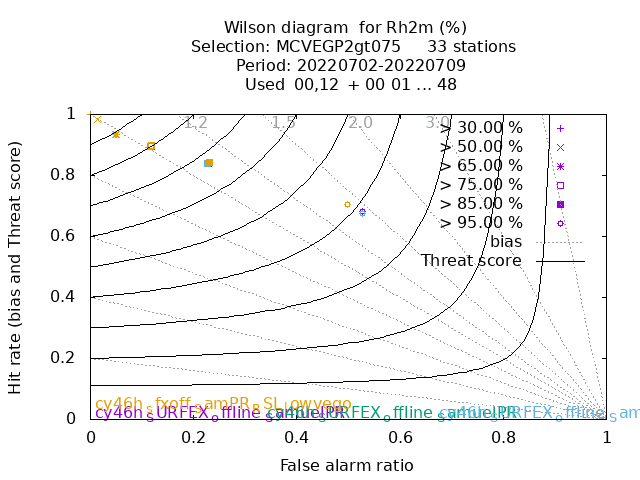 Wilson diagram for Rh2m (%)
Selection: MCVEGP2gt075 33 stations
Period: 20220702-20220709
Used 00,12 + 00 01 ... 48
1.2 1.5 2.0 3.0
> 30.00 %
> 50.00 %
> 65.00 %
> 75.00 %
> 85.00 %
> 95.00 %
bias
Threat score
Hit rate (bias and Threat score)
1
0.8
0.6
0.4
0.2
0
cy46h_sfxoff_samPR_RSL_lowvego
cy46h_sURFEX_offline
0 0.2 0.4 0.6 0.8 1
False alarm ratio